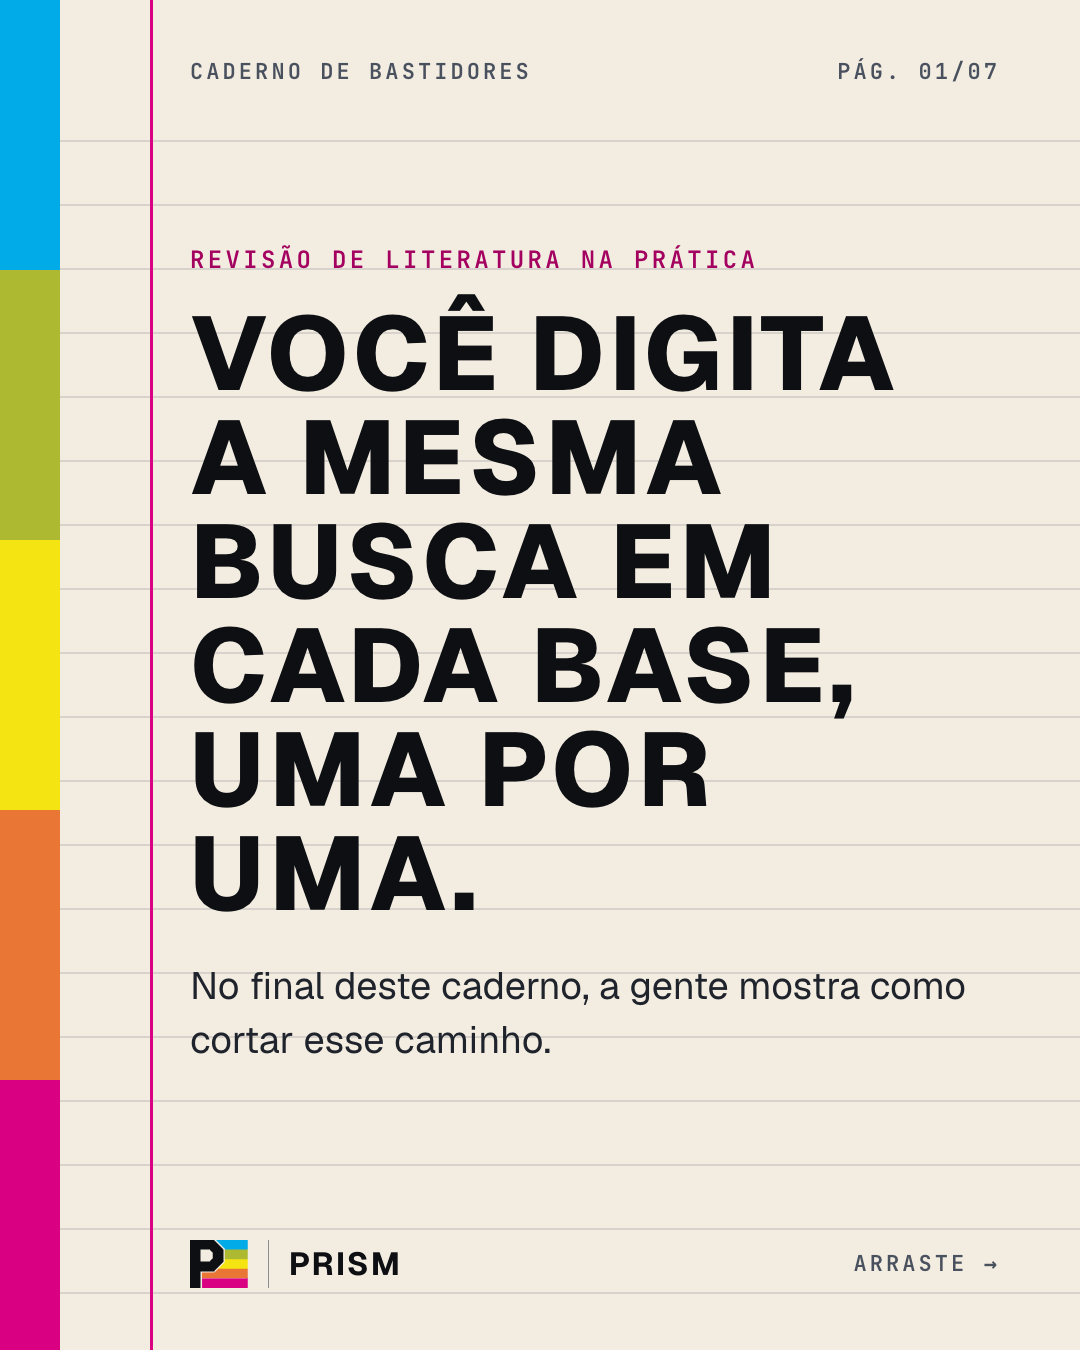 CADERNO DE BASTIDORES
PÁG. 01/07
REVISÃO DE LITERATURA NA PRÁTICA
VOCÊ DIGITA
A MESMA
BUSCA EM
CADA BASE,
UMA POR
UMA.
No final deste caderno, a gente mostra como
cortar esse caminho.
PRISM
ARRASTE →